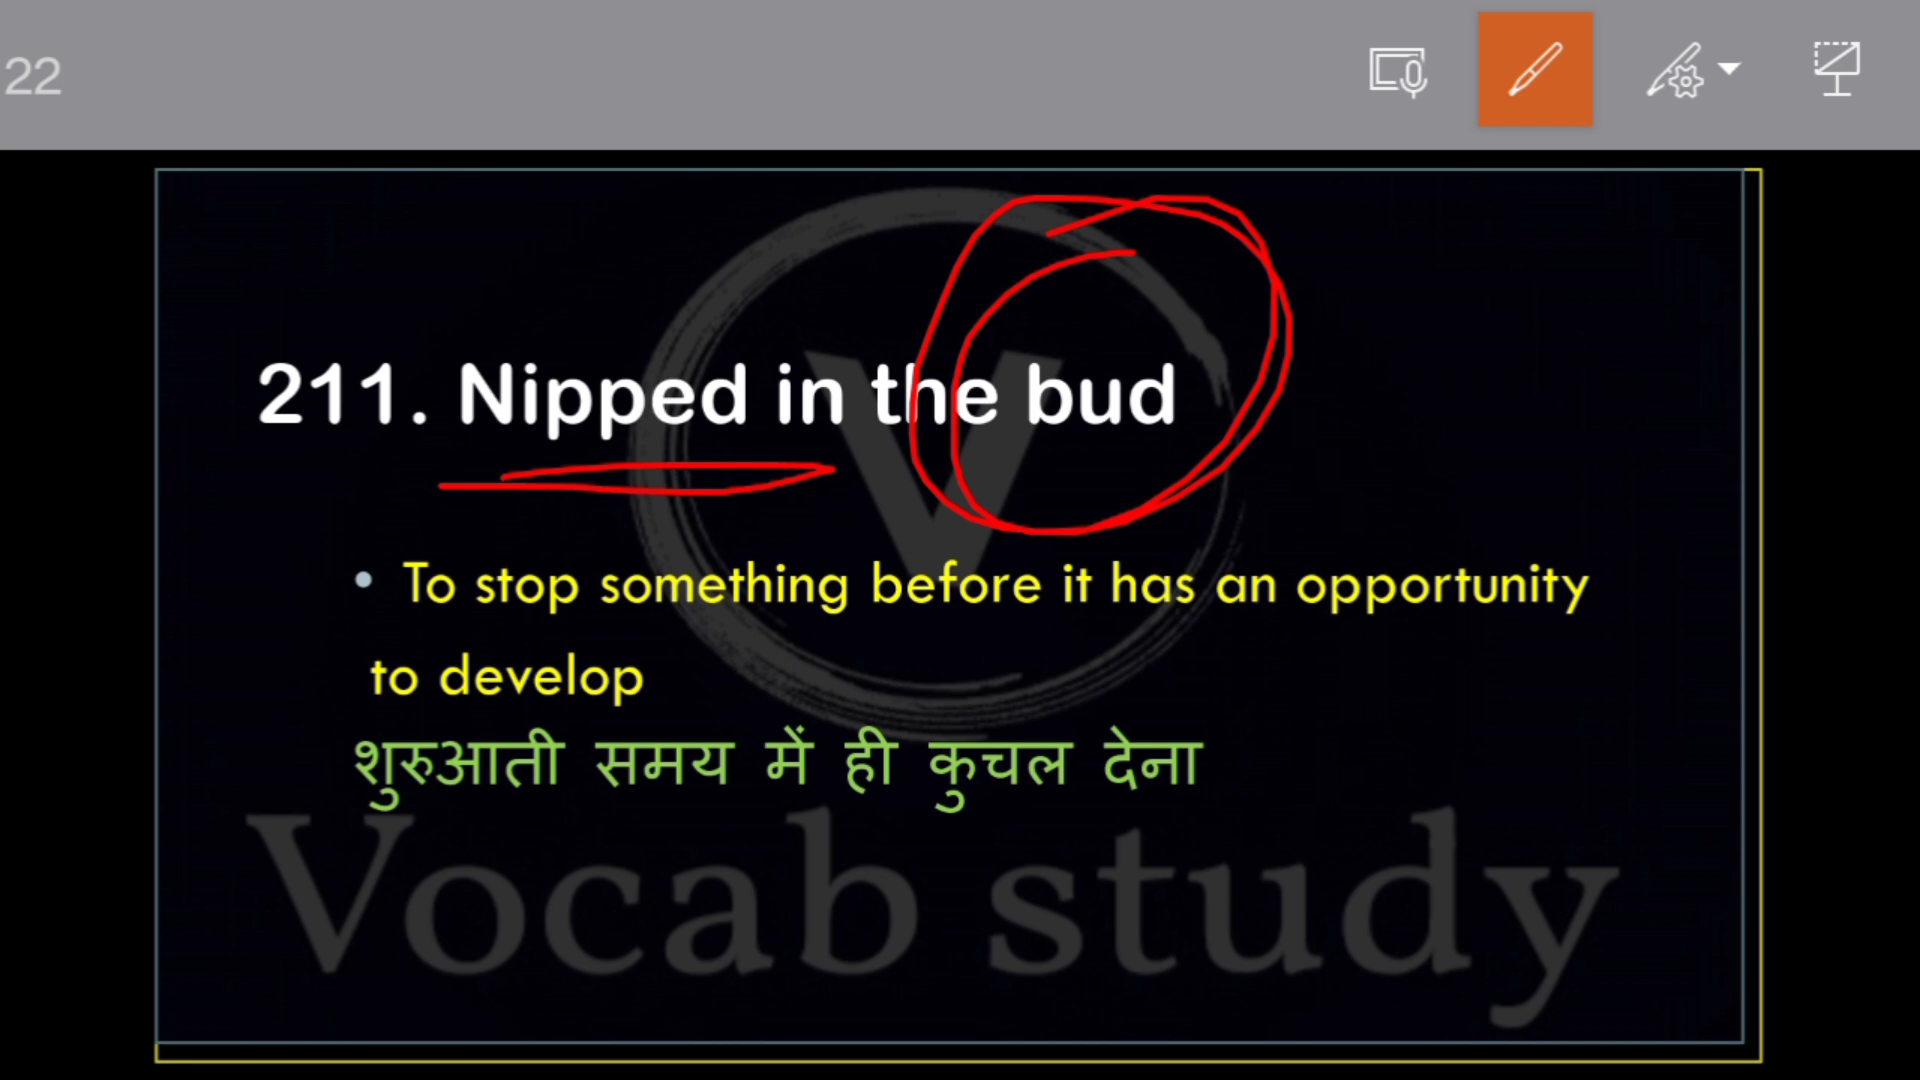 22
211. Nipped in the bud
• To stop something before it has an opportunity
to develop
शुरुआती समय में ही कुचल देना
V
Vocab study